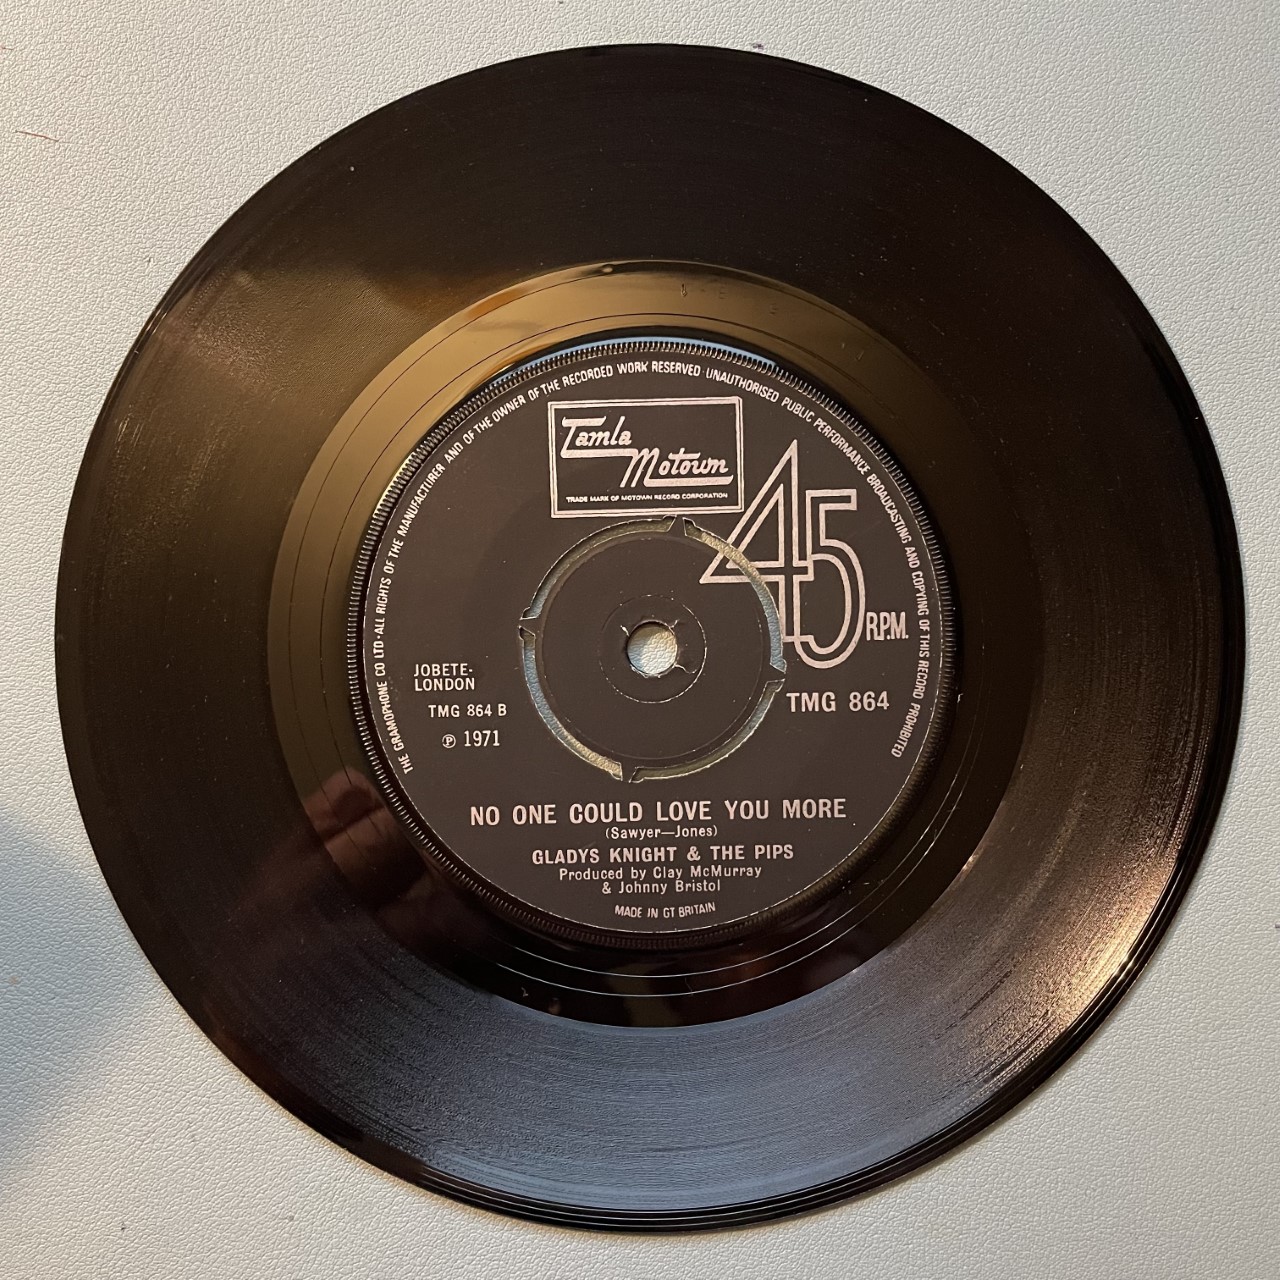 THE GRAMOPHONE CO LTD·ALL RIGHTS OF THE MANUFACTURER AND OF THE OWNER OF THE RECORDED WORK RESERVED·UNAUTHORISED PUBLIC PERFORMANCE BROADCASTING AND COPYING OF THIS RECORD PROHIBITED
Tamla
Motown
TRADE MARK OF MOTOWN RECORD CORPORATION
45
R.P.M.
JOBETE-
LONDON
TMG 864 B
℗ 1971
TMG 864
NO ONE COULD LOVE YOU MORE
(Sawyer—Jones)
GLADYS KNIGHT & THE PIPS
Produced by Clay McMurray
& Johnny Bristol
MADE IN GT BRITAIN